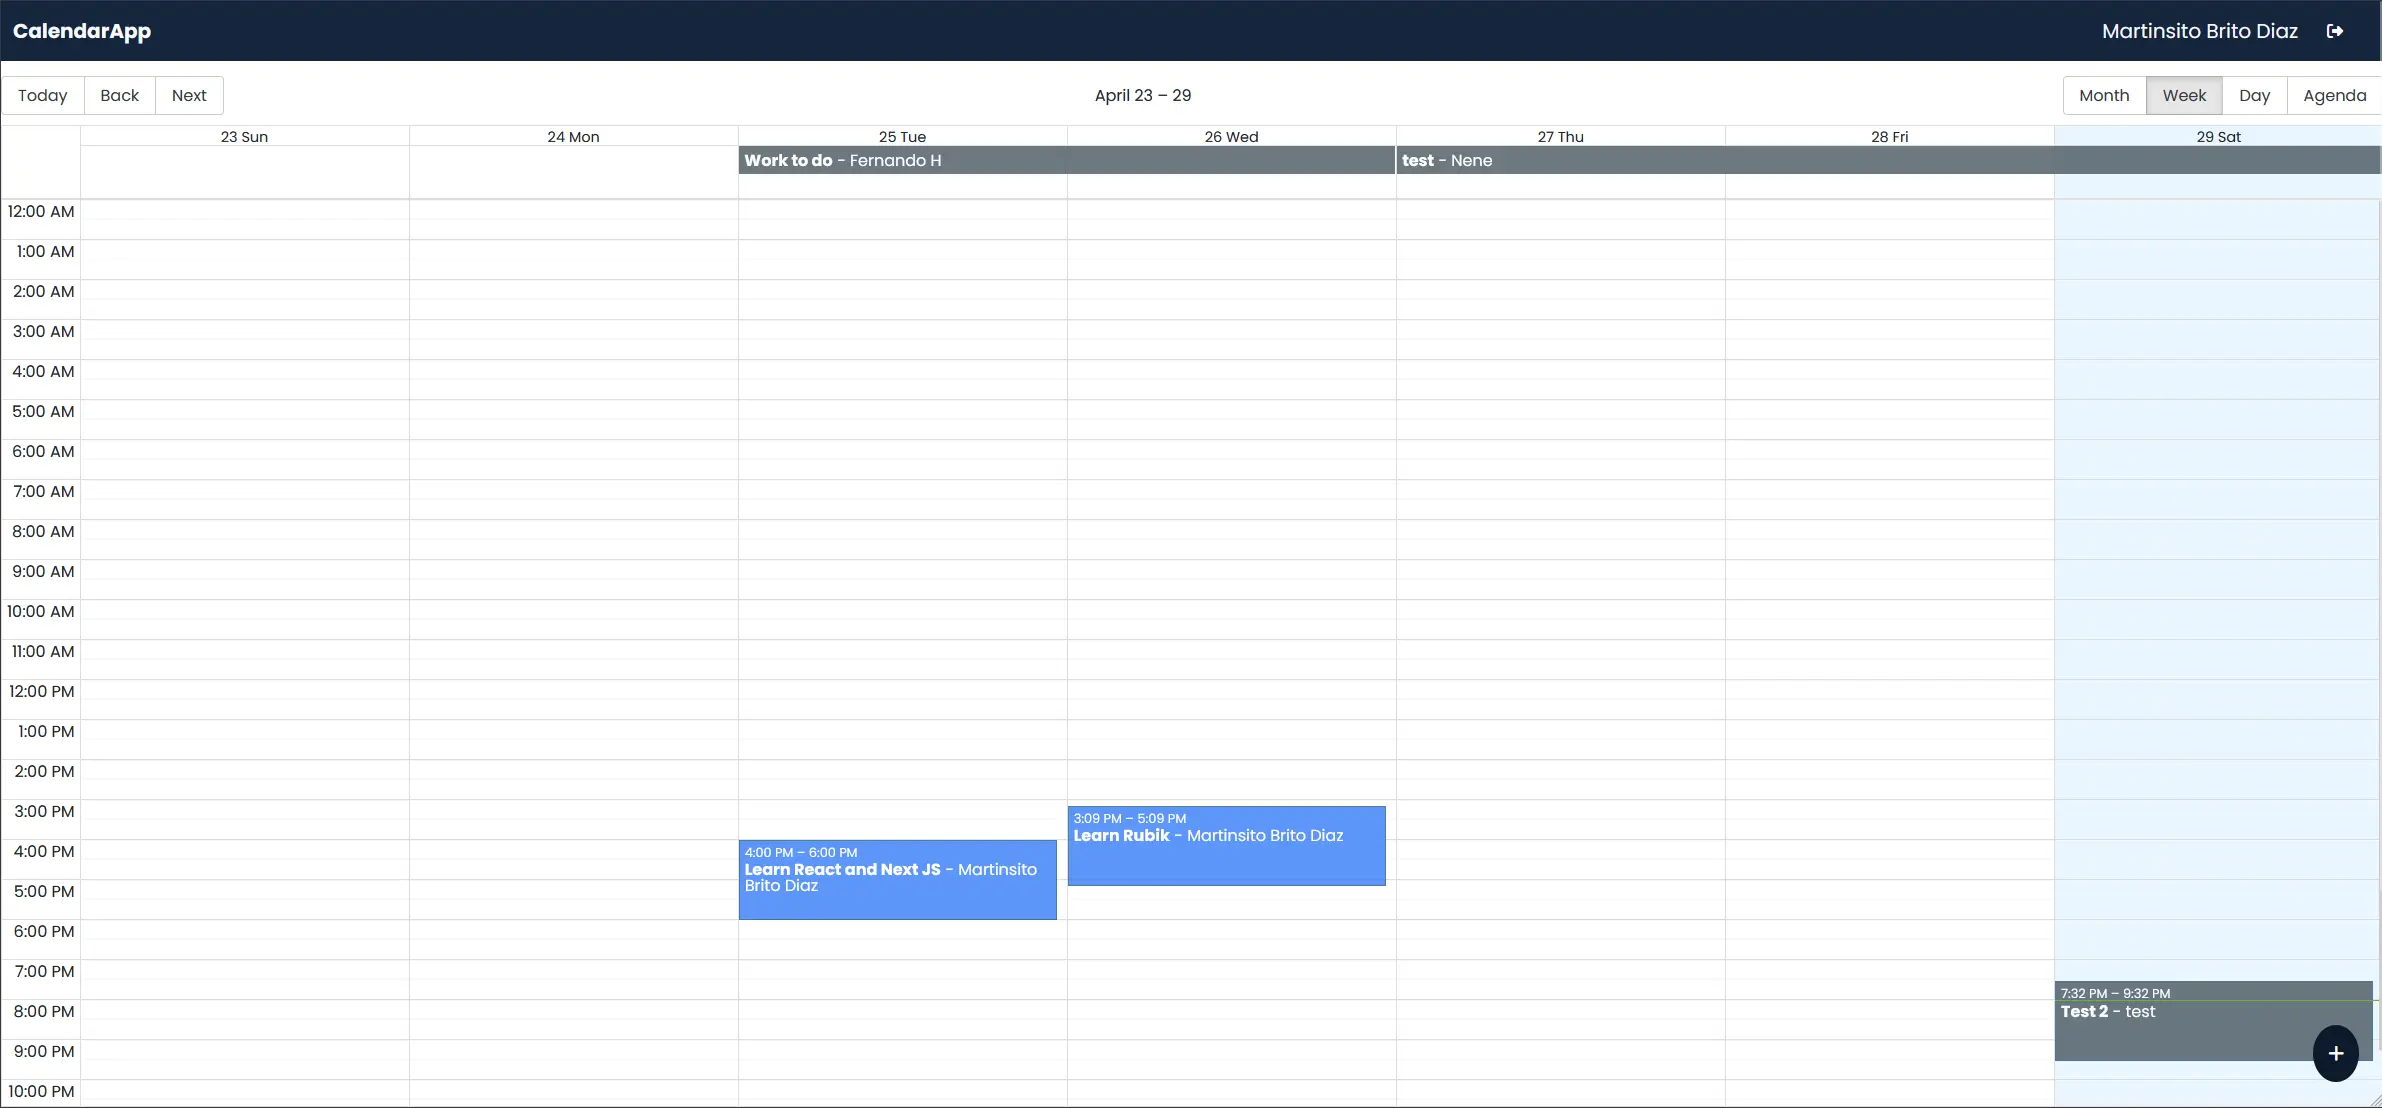 CalendarApp
Martinsito Brito Diaz
Today Back Next
April 23 – 29
Month Week Day Agenda
23 Sun 24 Mon 25 Tue 26 Wed 27 Thu 28 Fri 29 Sat
Work to do - Fernando H
test - Nene
12:00 AM
1:00 AM
2:00 AM
3:00 AM
4:00 AM
5:00 AM
6:00 AM
7:00 AM
8:00 AM
9:00 AM
10:00 AM
11:00 AM
12:00 PM
1:00 PM
2:00 PM
3:00 PM
4:00 PM
5:00 PM
6:00 PM
7:00 PM
8:00 PM
9:00 PM
10:00 PM
4:00 PM – 6:00 PM
Learn React and Next JS - Martinsito
Brito Diaz
3:09 PM – 5:09 PM
Learn Rubik - Martinsito Brito Diaz
7:32 PM – 9:32 PM
Test 2 - test
+